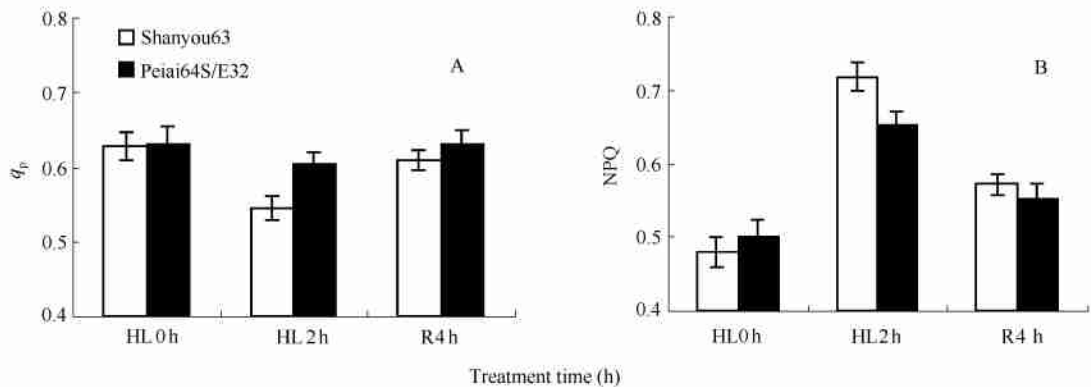 0.8
0.7
0.6
0.5
0.4
qp
Shanyou63
Peiai64S/E32
A
HL 0 h
HL 2 h
R4 h
0.8
0.7
0.6
0.5
0.4
NPQ
B
HL0 h
HL2 h
R4 h
Treatment time (h)